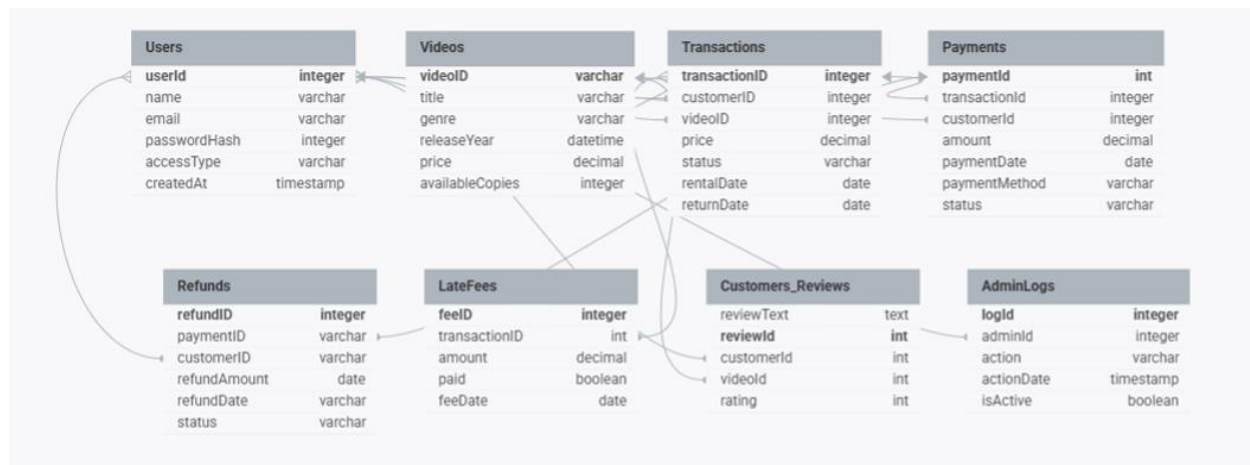 Users
userId integer
name varchar
email varchar
passwordHash integer
accessType varchar
createdAt timestamp
Videos
videoID varchar
title varchar
genre varchar
releaseYear datetime
price decimal
availableCopies integer
Transactions
transactionID integer
customerID integer
videoID integer
price decimal
status varchar
rentalDate date
returnDate date
Payments
paymentId int
transactionId integer
customerId integer
amount decimal
paymentDate date
paymentMethod varchar
status varchar
Refunds
refundID integer
paymentID varchar
customerID varchar
refundAmount date
refundDate varchar
status varchar
LateFees
feeID integer
transactionID int
amount decimal
paid boolean
feeDate date
Customers_Reviews
reviewText text
reviewId int
customerId int
videoId int
rating int
AdminLogs
logId integer
adminId integer
action varchar
actionDate timestamp
isActive boolean